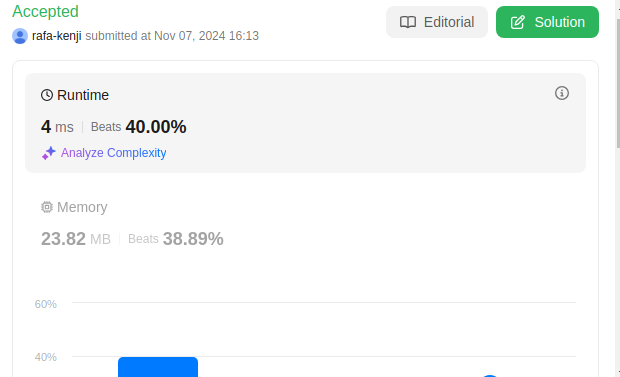 Accepted
rafa-kenji submitted at Nov 07, 2024 16:13
Editorial
Solution
Runtime
4 ms | Beats 40.00%
Analyze Complexity
Memory
23.82 MB | Beats 38.89%
60%
40%